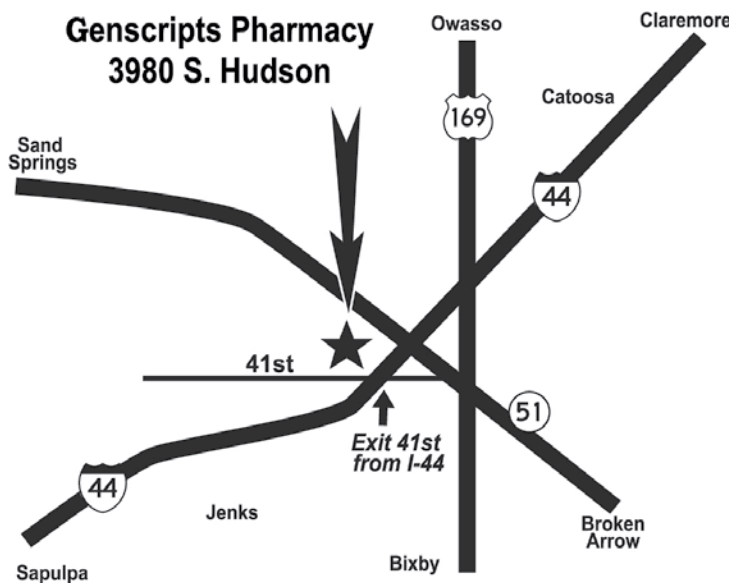 Genscripts Pharmacy
3980 S. Hudson
Owasso
Claremore
Catoosa
169
Sand
Springs
44
41st
51
Exit 41st
from I-44
44
Jenks
Broken
Arrow
Bixby
Sapulpa